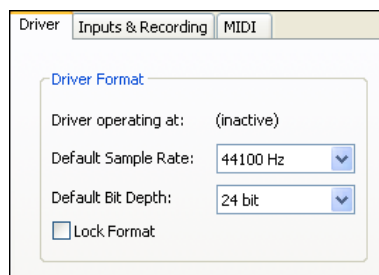 Driver Inputs & Recording MIDI
Driver Format
Driver operating at: (inactive)
Default Sample Rate: 44100 Hz
Default Bit Depth: 24 bit
Lock Format